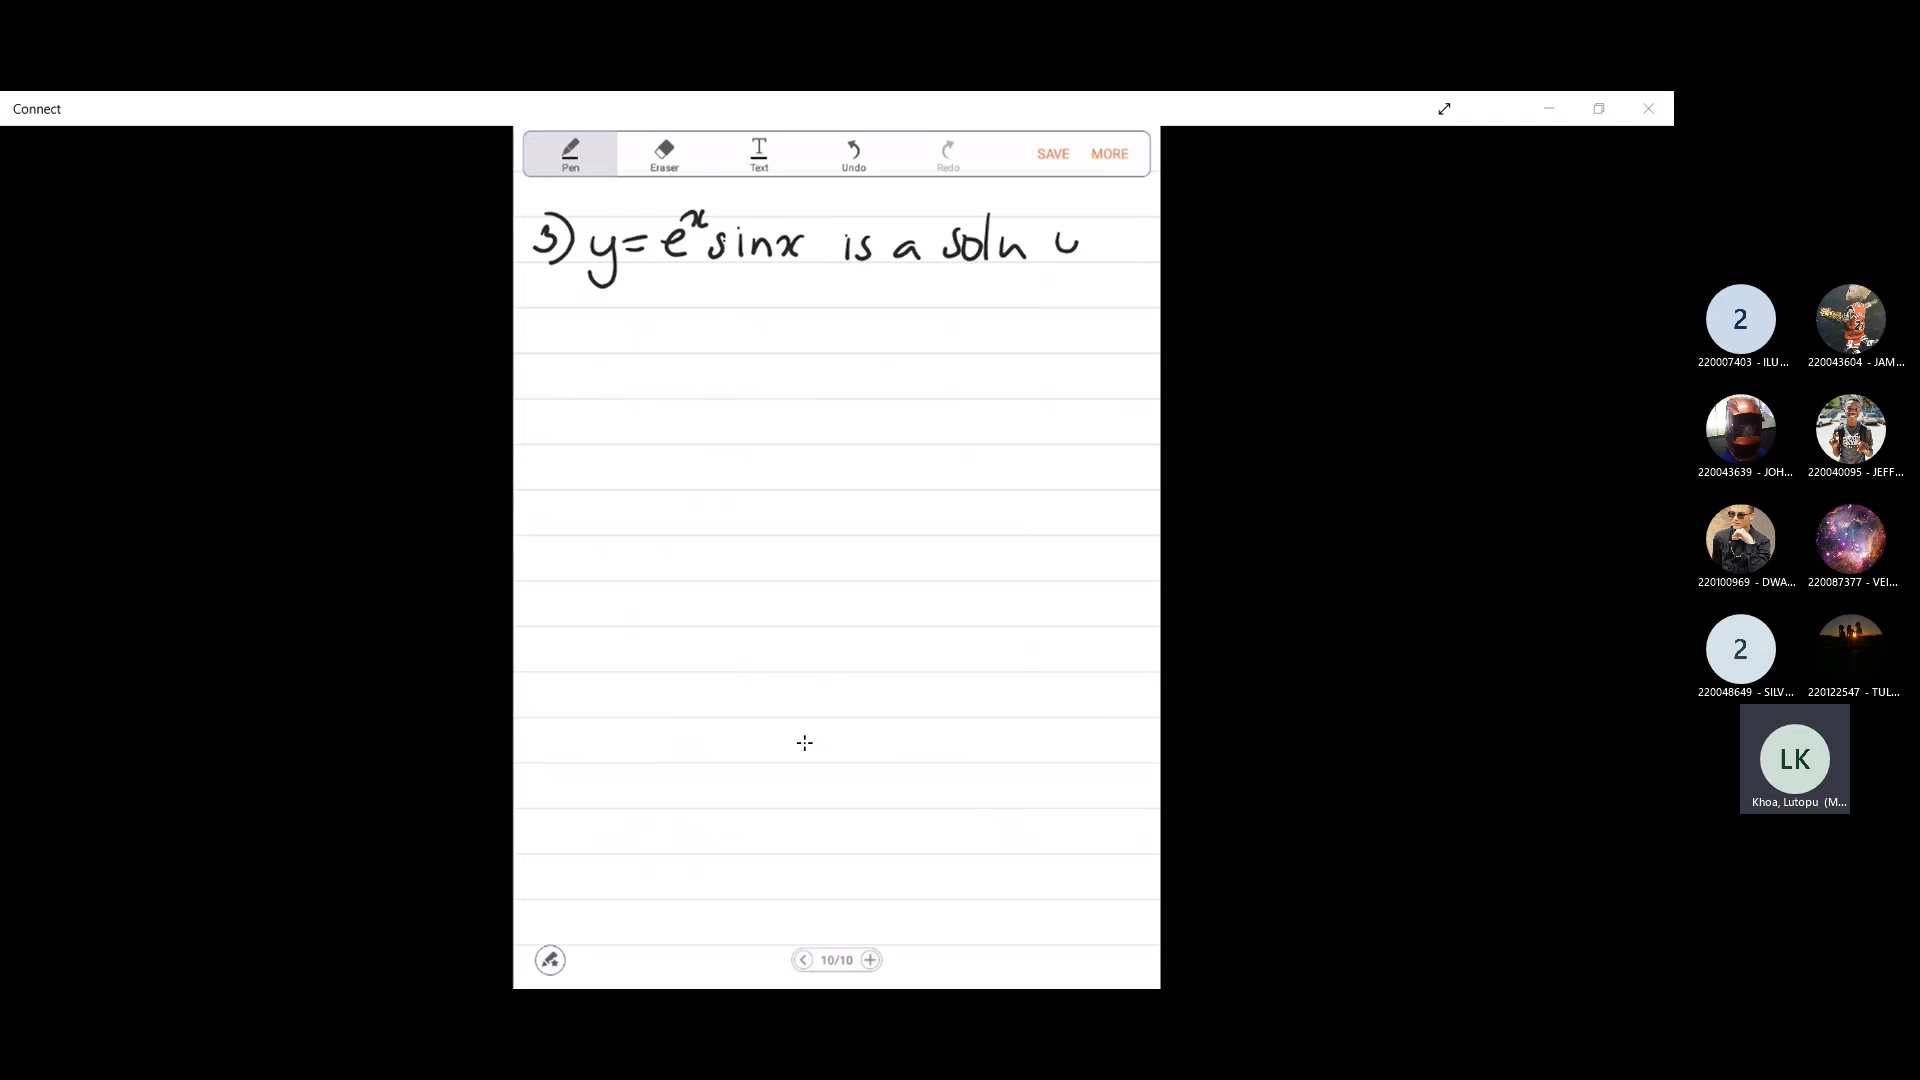 Connect
Pen
Eraser
Text
Undo
Redo
SAVE
MORE
3) y = eˣ sinx is a soln
10/10
2
220007403 - ILU...
220043604 - JAM...
220043639 - JOH...
220040095 - JEFF...
220100969 - DWA...
220087377 - VEI...
2
220048649 - SILV...
220122547 - TUL...
LK
Khoa, Lutopu (M...